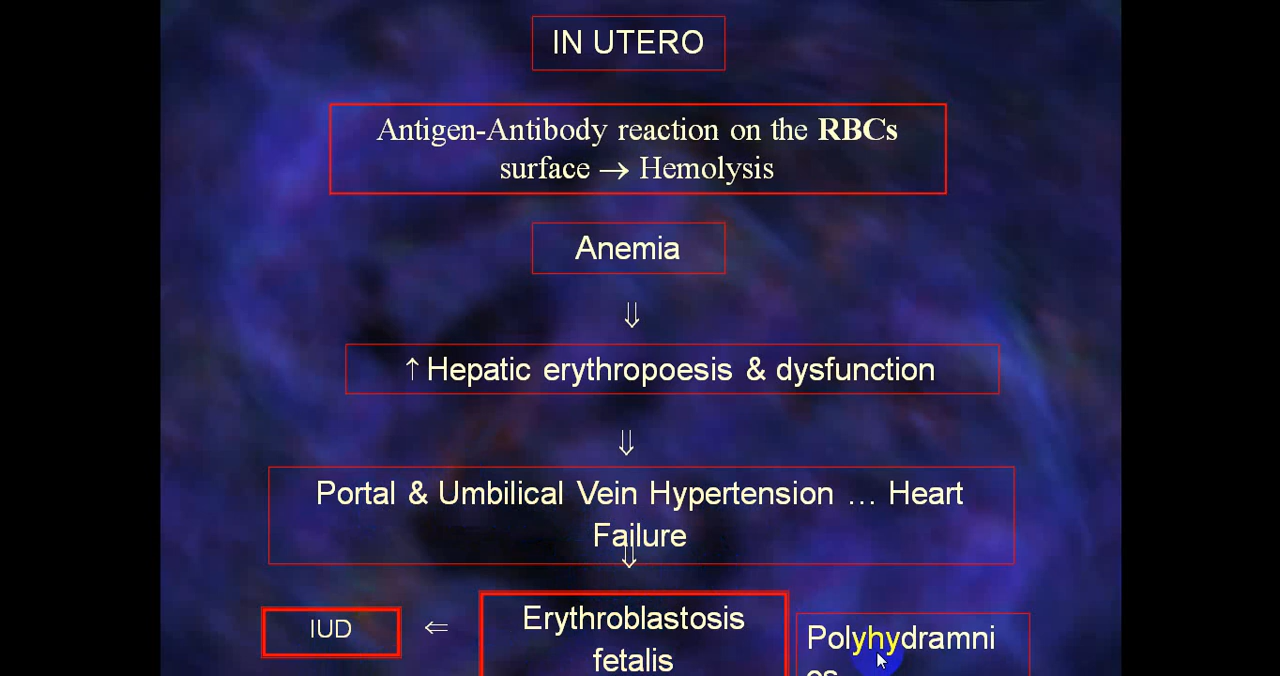 IN UTERO
Antigen-Antibody reaction on the RBCs
surface → Hemolysis
Anemia
⇓
↑ Hepatic erythropoesis & dysfunction
⇓
Portal & Umbilical Vein Hypertension … Heart
Failure
⇓
IUD ⇐ Erythroblastosis
fetalis
Polyhydramni
os